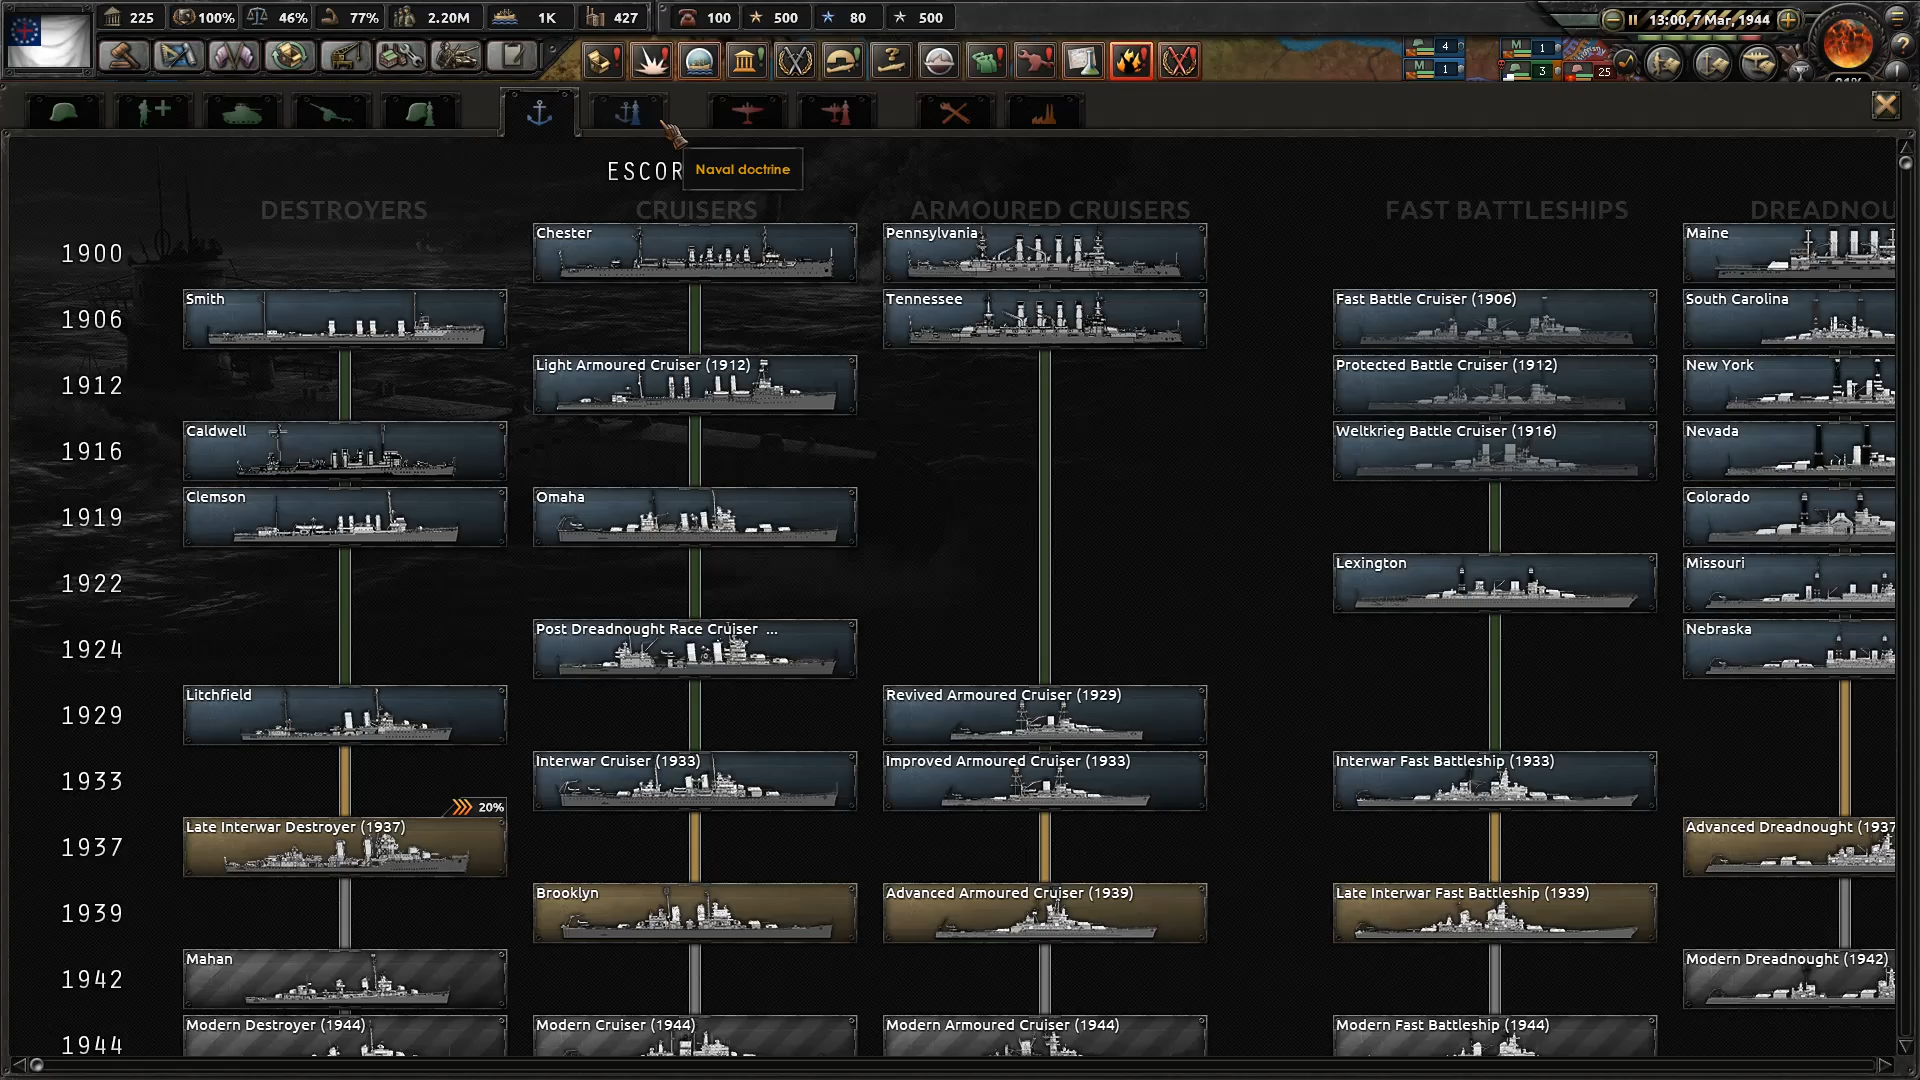 225 100% 46% 77% 2.20M 1K 427 100 500 80 500 13:00, 7 Mar, 1944
4 M 1 M 1 3 25
Naval doctrine
ESCOR
DESTROYERS CRUISERS ARMOURED CRUISERS FAST BATTLESHIPS DREADNOU
1900 Chester Pennsylvania Maine
1906 Smith Tennessee Fast Battle Cruiser (1906) South Carolina
1912 Light Armoured Cruiser (1912) Protected Battle Cruiser (1912) New York
1916 Caldwell Weltkrieg Battle Cruiser (1916) Nevada
1919 Clemson Omaha Colorado
1922 Lexington Missouri
1924 Post Dreadnought Race Cruiser ... Nebraska
1929 Litchfield Revived Armoured Cruiser (1929)
1933 Interwar Cruiser (1933) Improved Armoured Cruiser (1933) Interwar Fast Battleship (1933)
20%
1937 Late Interwar Destroyer (1937) Advanced Dreadnought (1937
1939 Brooklyn Advanced Armoured Cruiser (1939) Late Interwar Fast Battleship (1939)
1942 Mahan Modern Dreadnought (1942)
1944 Modern Destroyer (1944) Modern Cruiser (1944) Modern Armoured Cruiser (1944) Modern Fast Battleship (1944)